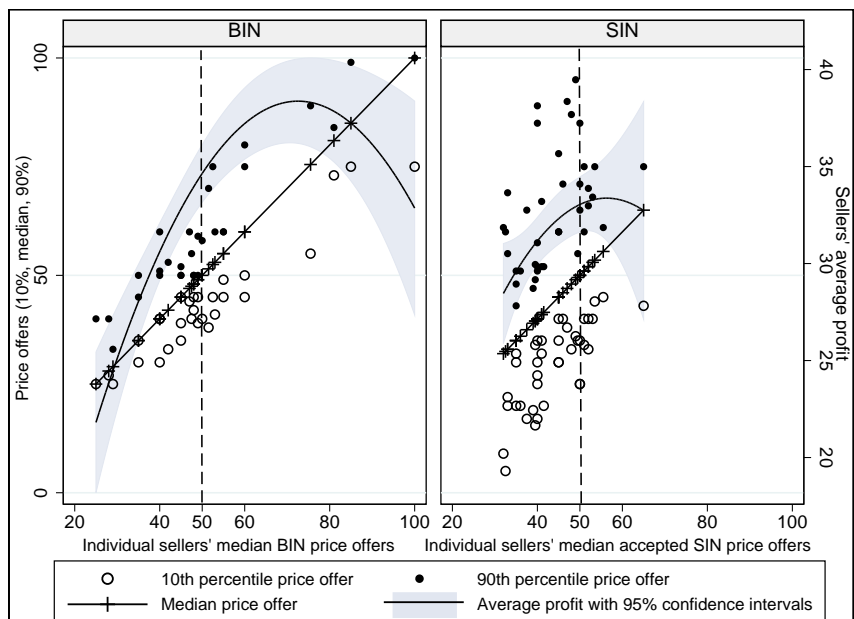 BIN SIN
Price offers (10%, median, 90%)
100
50
0
40
35
30
25
20
Sellers' average profit
20 40 50 60 80 100
20 40 50 60 80 100
Individual sellers' median BIN price offers
Individual sellers' median accepted SIN price offers
10th percentile price offer 90th percentile price offer
Median price offer Average profit with 95% confidence intervals